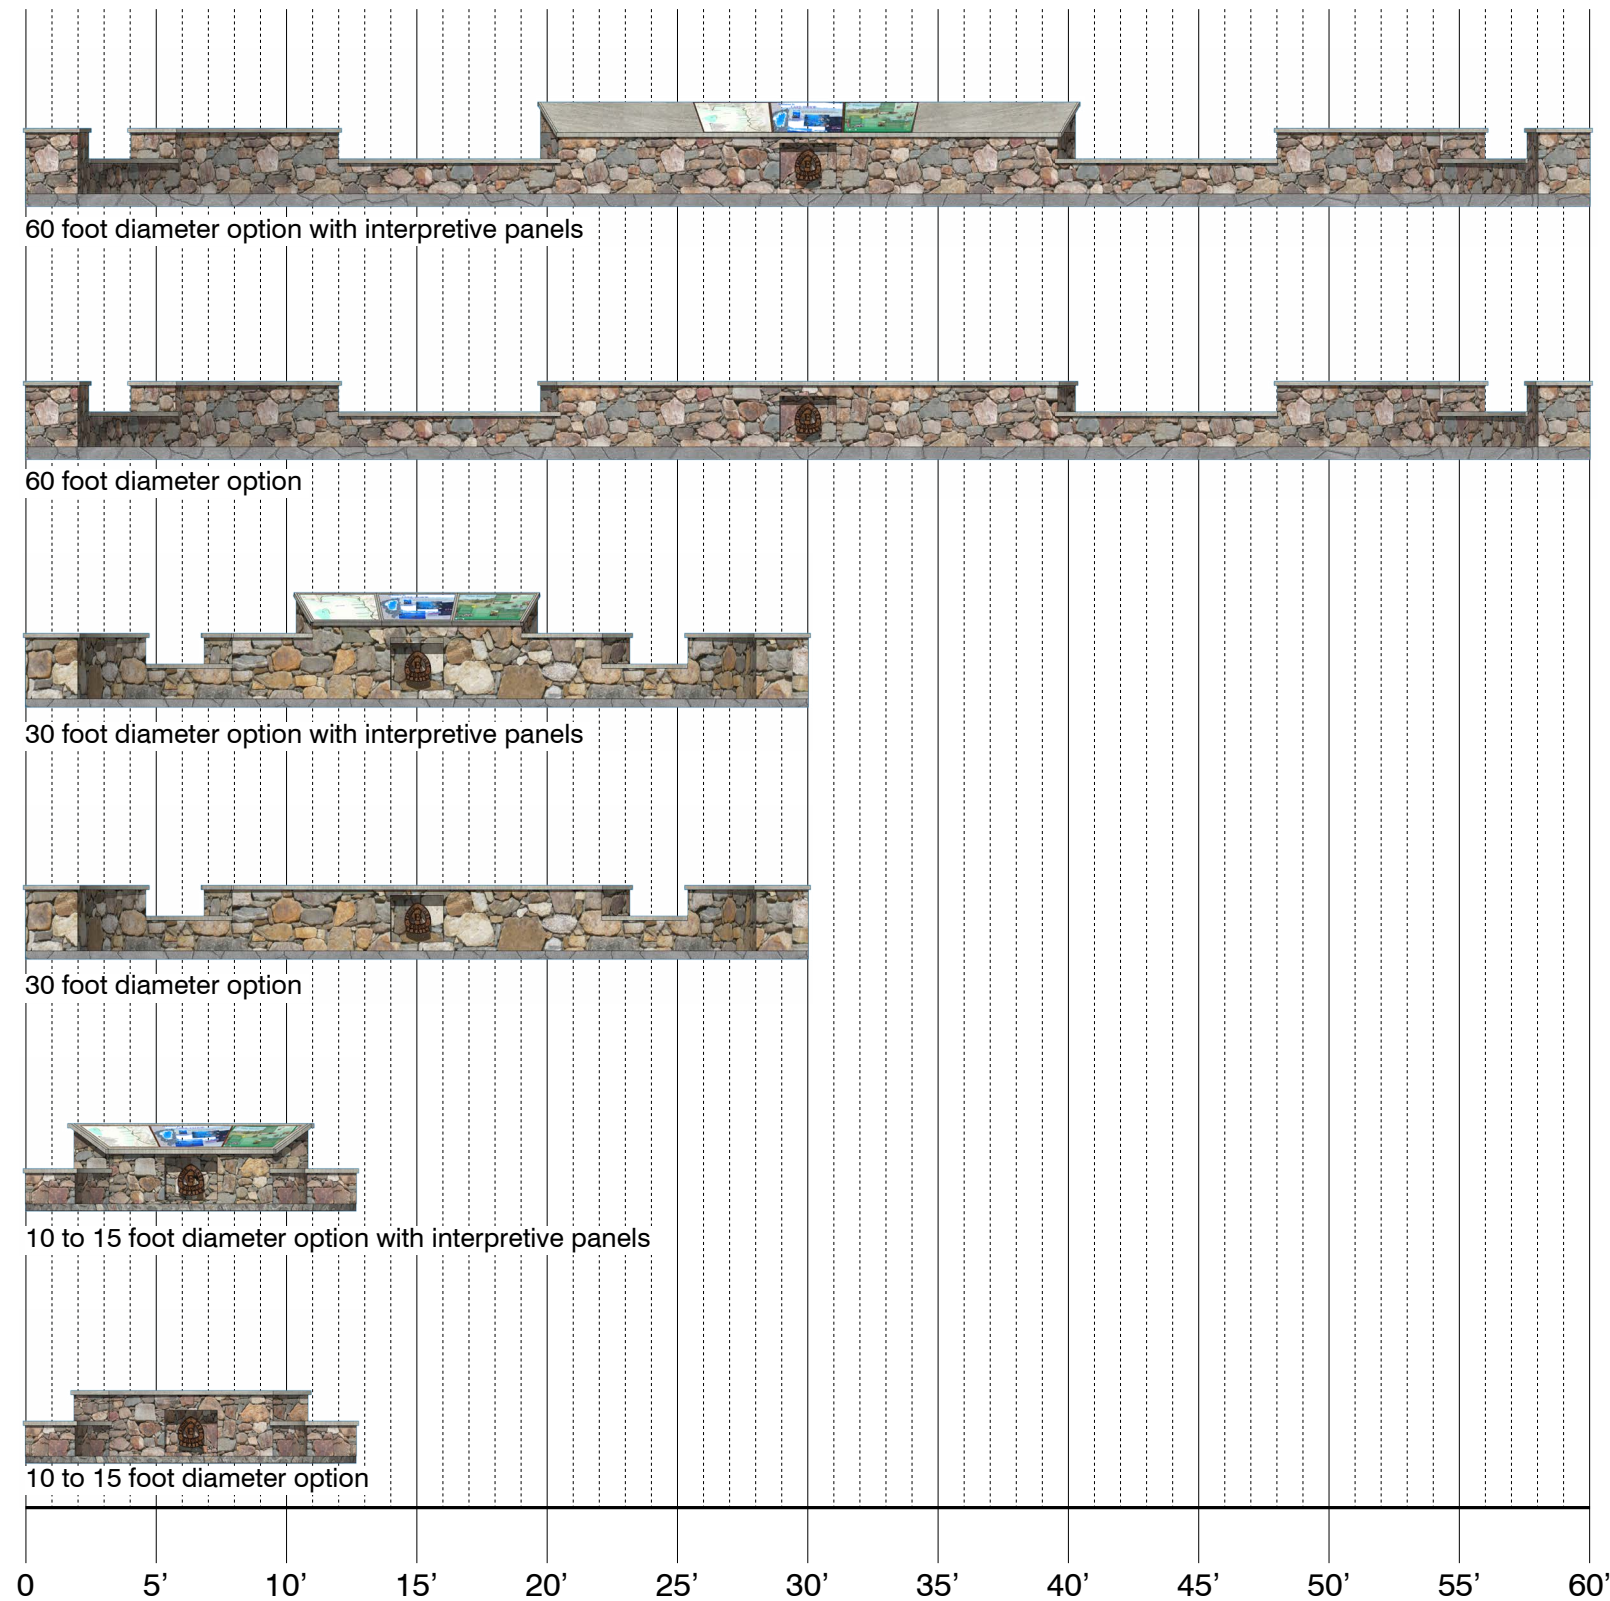 60 foot diameter option with interpretive panels
60 foot diameter option
30 foot diameter option with interpretive panels
30 foot diameter option
10 to 15 foot diameter option with interpretive panels
10 to 15 foot diameter option
0 5’ 10’ 15’ 20’ 25’ 30’ 35’ 40’ 45’ 50’ 55’ 60’